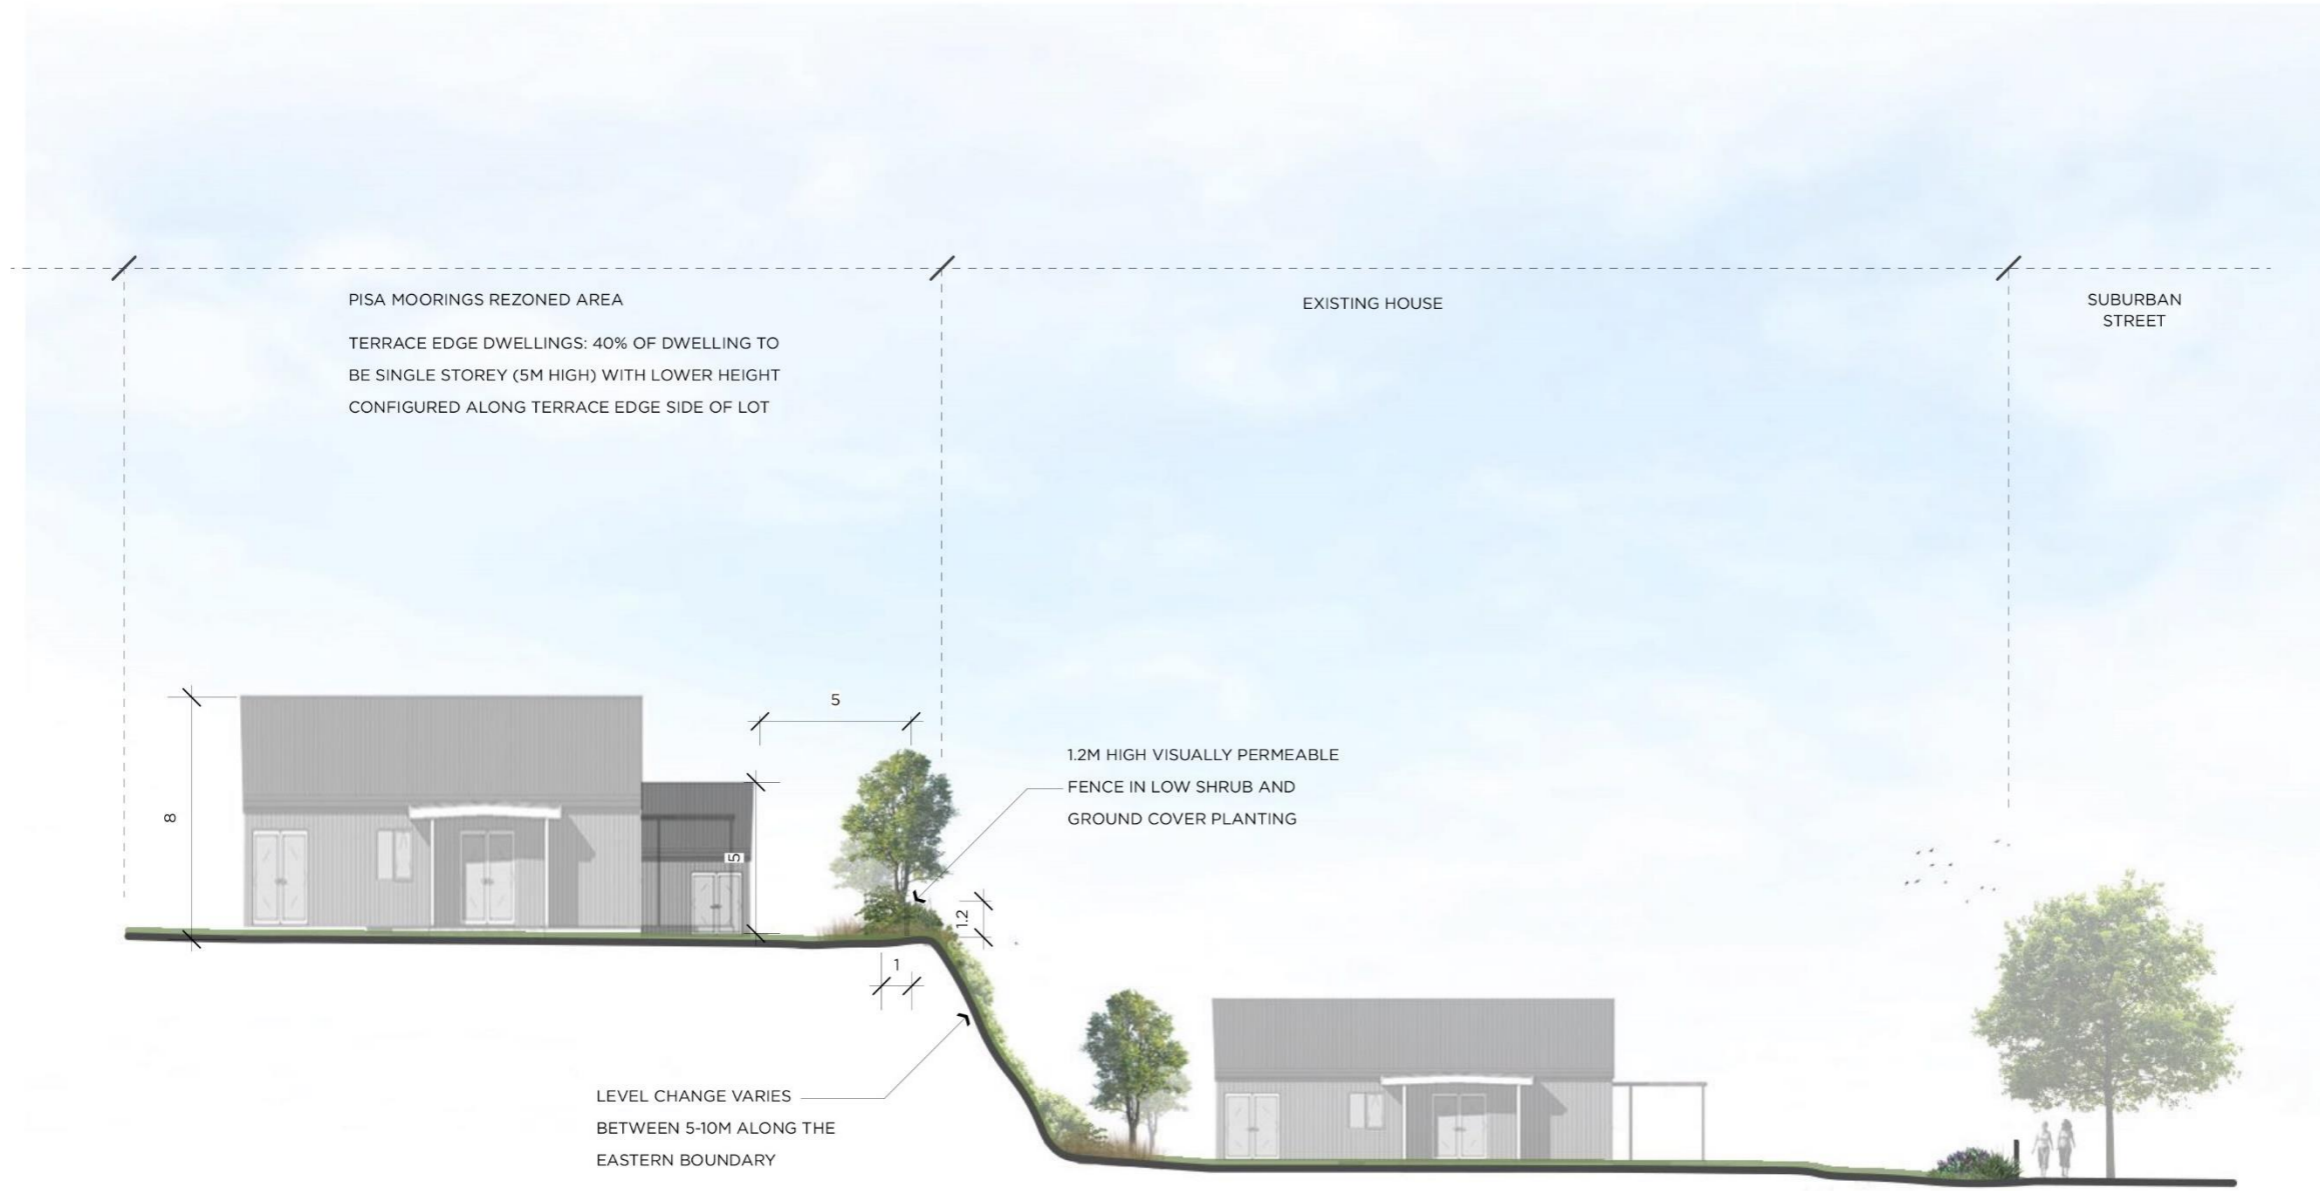 PISA MOORINGS REZONED AREA
TERRACE EDGE DWELLINGS: 40% OF DWELLING TO
BE SINGLE STOREY (5M HIGH) WITH LOWER HEIGHT
CONFIGURED ALONG TERRACE EDGE SIDE OF LOT
EXISTING HOUSE
SUBURBAN
STREET
5
1.2M HIGH VISUALLY PERMEABLE
FENCE IN LOW SHRUB AND
GROUND COVER PLANTING
8
5
1.2
1
LEVEL CHANGE VARIES
BETWEEN 5-10M ALONG THE
EASTERN BOUNDARY